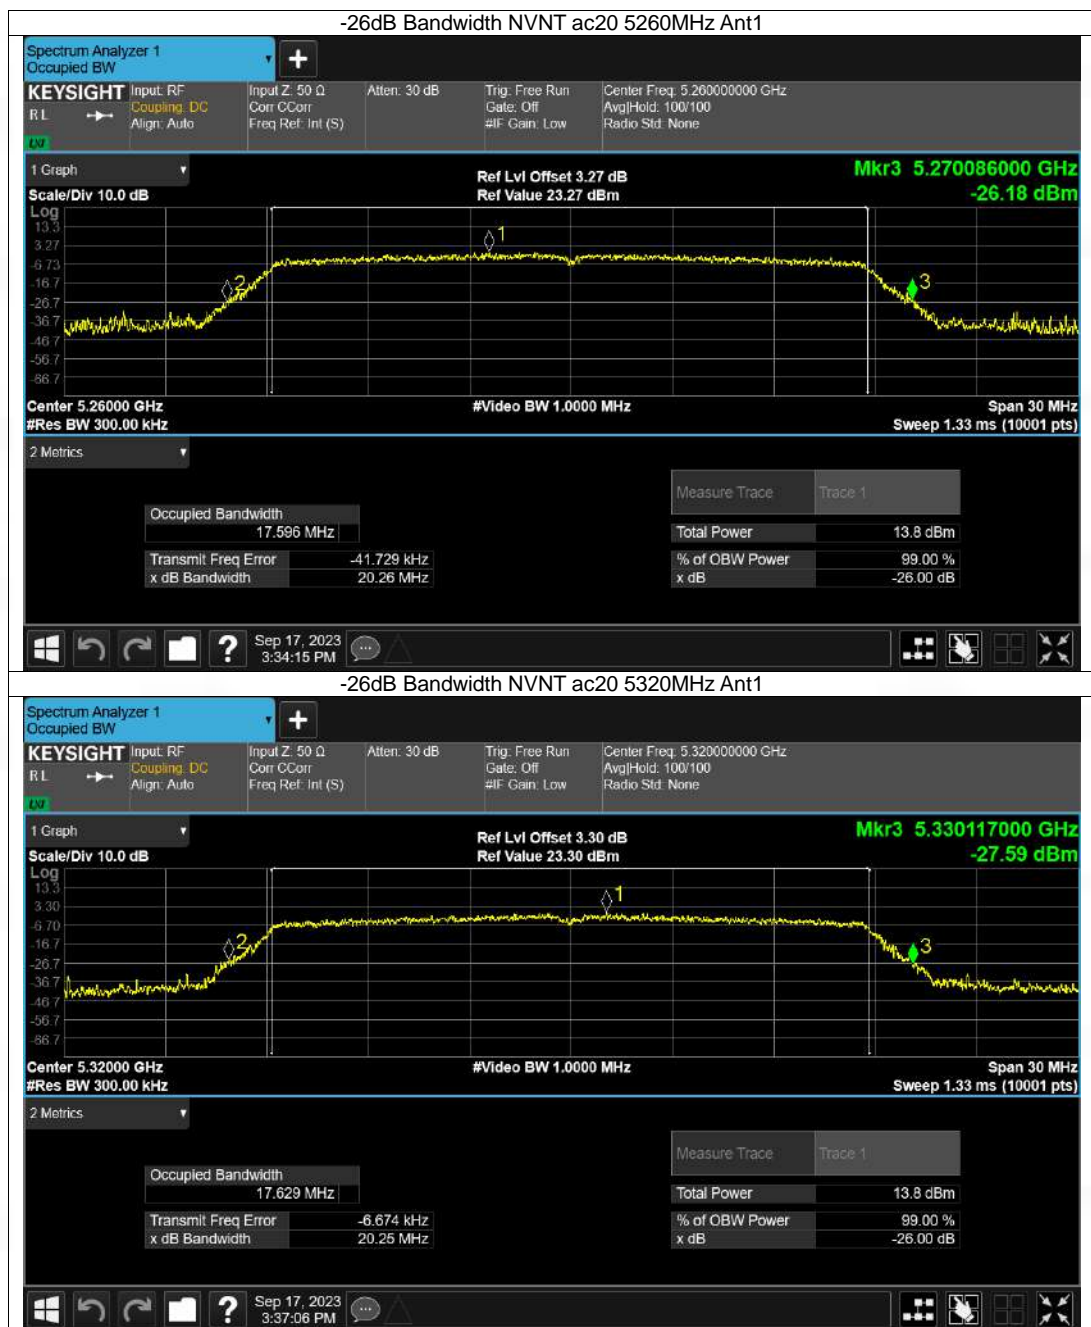 -26dB Bandwidth NVNT ac20 5260MHz Ant1
Spectrum Analyzer 1
Occupied BW
+
KEYSIGHT Input: RF Input Z: 50 Ω Atten: 30 dB Trig: Free Run Center Freq: 5.260000000 GHz
RL Coupling: DC Corr CCorr Gate: Off Avg|Hold: 100/100
Align: Auto Freq Ref: Int (S) #IF Gain: Low Radio Std: None
LXI
1 Graph Ref Lvl Offset 3.27 dB Mkr3 5.270086000 GHz
Scale/Div 10.0 dB Ref Value 23.27 dBm -26.18 dBm
Log
13.3
3.27
-6.73
-16.7
-26.7
-36.7
-46.7
-56.7
-66.7
1
2
3
Center 5.26000 GHz #Video BW 1.0000 MHz Span 30 MHz
#Res BW 300.00 kHz Sweep 1.33 ms (10001 pts)
2 Metrics
Measure Trace Trace 1
Occupied Bandwidth
17.596 MHz Total Power 13.8 dBm
Transmit Freq Error -41.729 kHz % of OBW Power 99.00 %
x dB Bandwidth 20.26 MHz x dB -26.00 dB
? Sep 17, 2023
3:34:15 PM
-26dB Bandwidth NVNT ac20 5320MHz Ant1
Spectrum Analyzer 1
Occupied BW
+
KEYSIGHT Input: RF Input Z: 50 Ω Atten: 30 dB Trig: Free Run Center Freq: 5.320000000 GHz
RL Coupling: DC Corr CCorr Gate: Off Avg|Hold: 100/100
Align: Auto Freq Ref: Int (S) #IF Gain: Low Radio Std: None
LXI
1 Graph Ref Lvl Offset 3.30 dB Mkr3 5.330117000 GHz
Scale/Div 10.0 dB Ref Value 23.30 dBm -27.59 dBm
Log
13.3
3.30
-6.70
-16.7
-26.7
-36.7
-46.7
-56.7
-66.7
1
2
3
Center 5.32000 GHz #Video BW 1.0000 MHz Span 30 MHz
#Res BW 300.00 kHz Sweep 1.33 ms (10001 pts)
2 Metrics
Measure Trace Trace 1
Occupied Bandwidth
17.629 MHz Total Power 13.8 dBm
Transmit Freq Error -6.674 kHz % of OBW Power 99.00 %
x dB Bandwidth 20.25 MHz x dB -26.00 dB
? Sep 17, 2023
3:37:06 PM